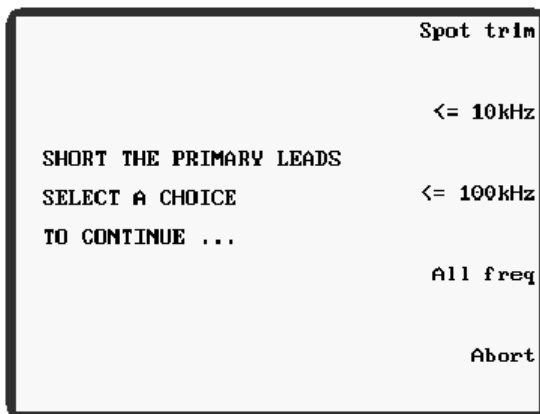 Spot trim
<= 10kHz
SHORT THE PRIMARY LEADS
SELECT A CHOICE
<= 100kHz
TO CONTINUE ...
All freq
Abort